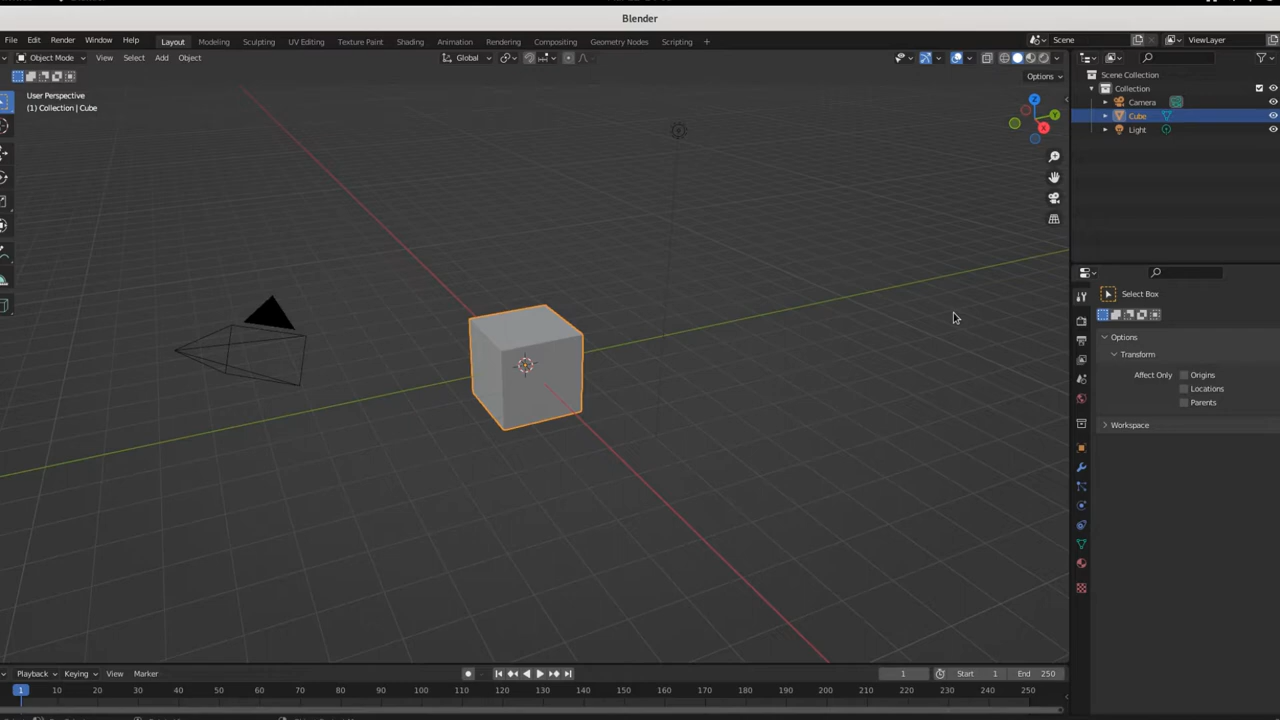 Blender
File Edit Render Window Help
Layout Modeling Sculpting UV Editing Texture Paint Shading Animation Rendering Compositing Geometry Nodes Scripting +
Scene
ViewLayer
Object Mode View Select Add Object
Global
Options
User Perspective
(1) Collection | Cube
Z
Y
X
Scene Collection
Collection
Camera
Cube
Light
Select Box
Options
Transform
Affect Only Origins
Locations
Parents
Workspace
Playback Keying View Marker
1 Start 1 End 250
1 10 20 30 40 50 60 70 80 90 100 110 120 130 140 150 160 170 180 190 200 210 220 230 240 250